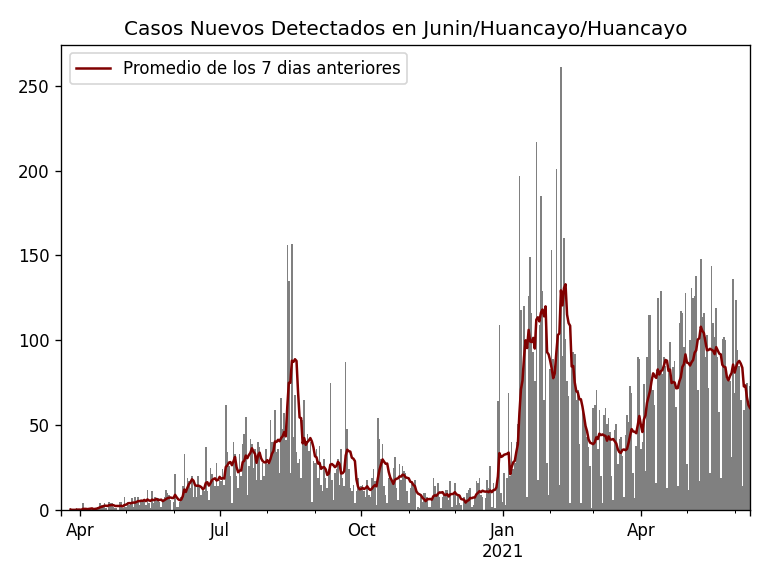 Casos Nuevos Detectados en Junin/Huancayo/Huancayo
Promedio de los 7 dias anteriores
250
200
150
100
50
0
Apr Jul Oct Jan Apr
2021